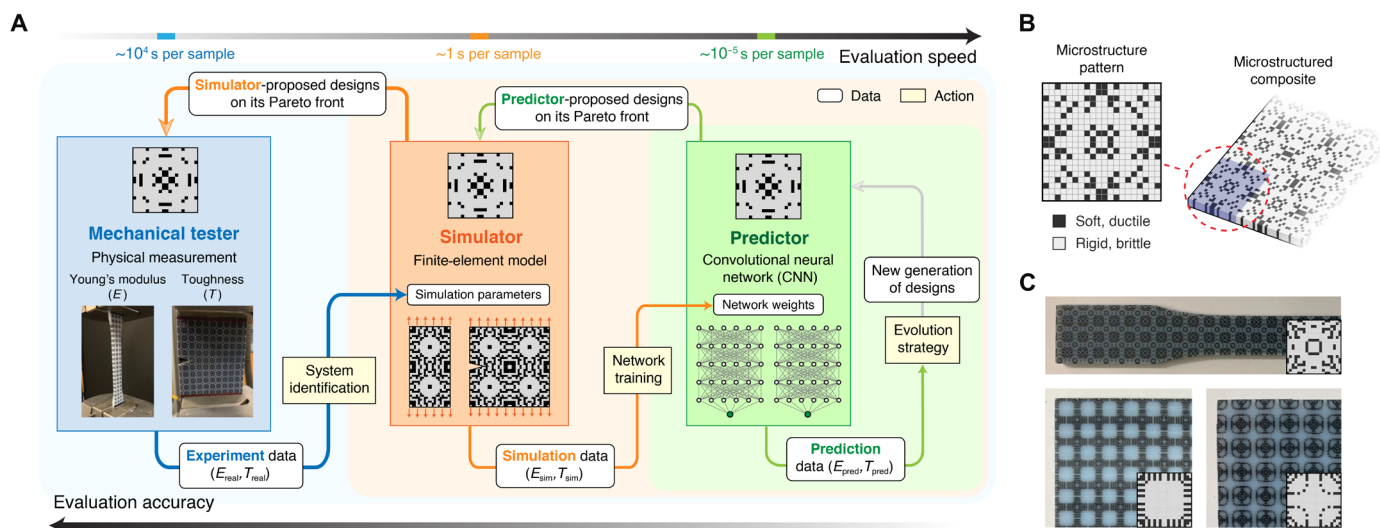 A
~10⁴ s per sample
~1 s per sample
~10⁻⁵ s per sample
Evaluation speed
Simulator-proposed designs
on its Pareto front
Predictor-proposed designs
on its Pareto front
Data
Action
Mechanical tester
Physical measurement
Young's modulus
(E)
Toughness
(T)
Simulator
Finite-element model
Simulation parameters
Predictor
Convolutional neural
network (CNN)
Network weights
New generation
of designs
Evolution
strategy
System
identification
Network
training
Experiment data
(Ereal, Treal)
Simulation data
(Esim, Tsim)
Prediction
data (Epred, Tpred)
Evaluation accuracy
B
Microstructure
pattern
Microstructured
composite
Soft, ductile
Rigid, brittle
C